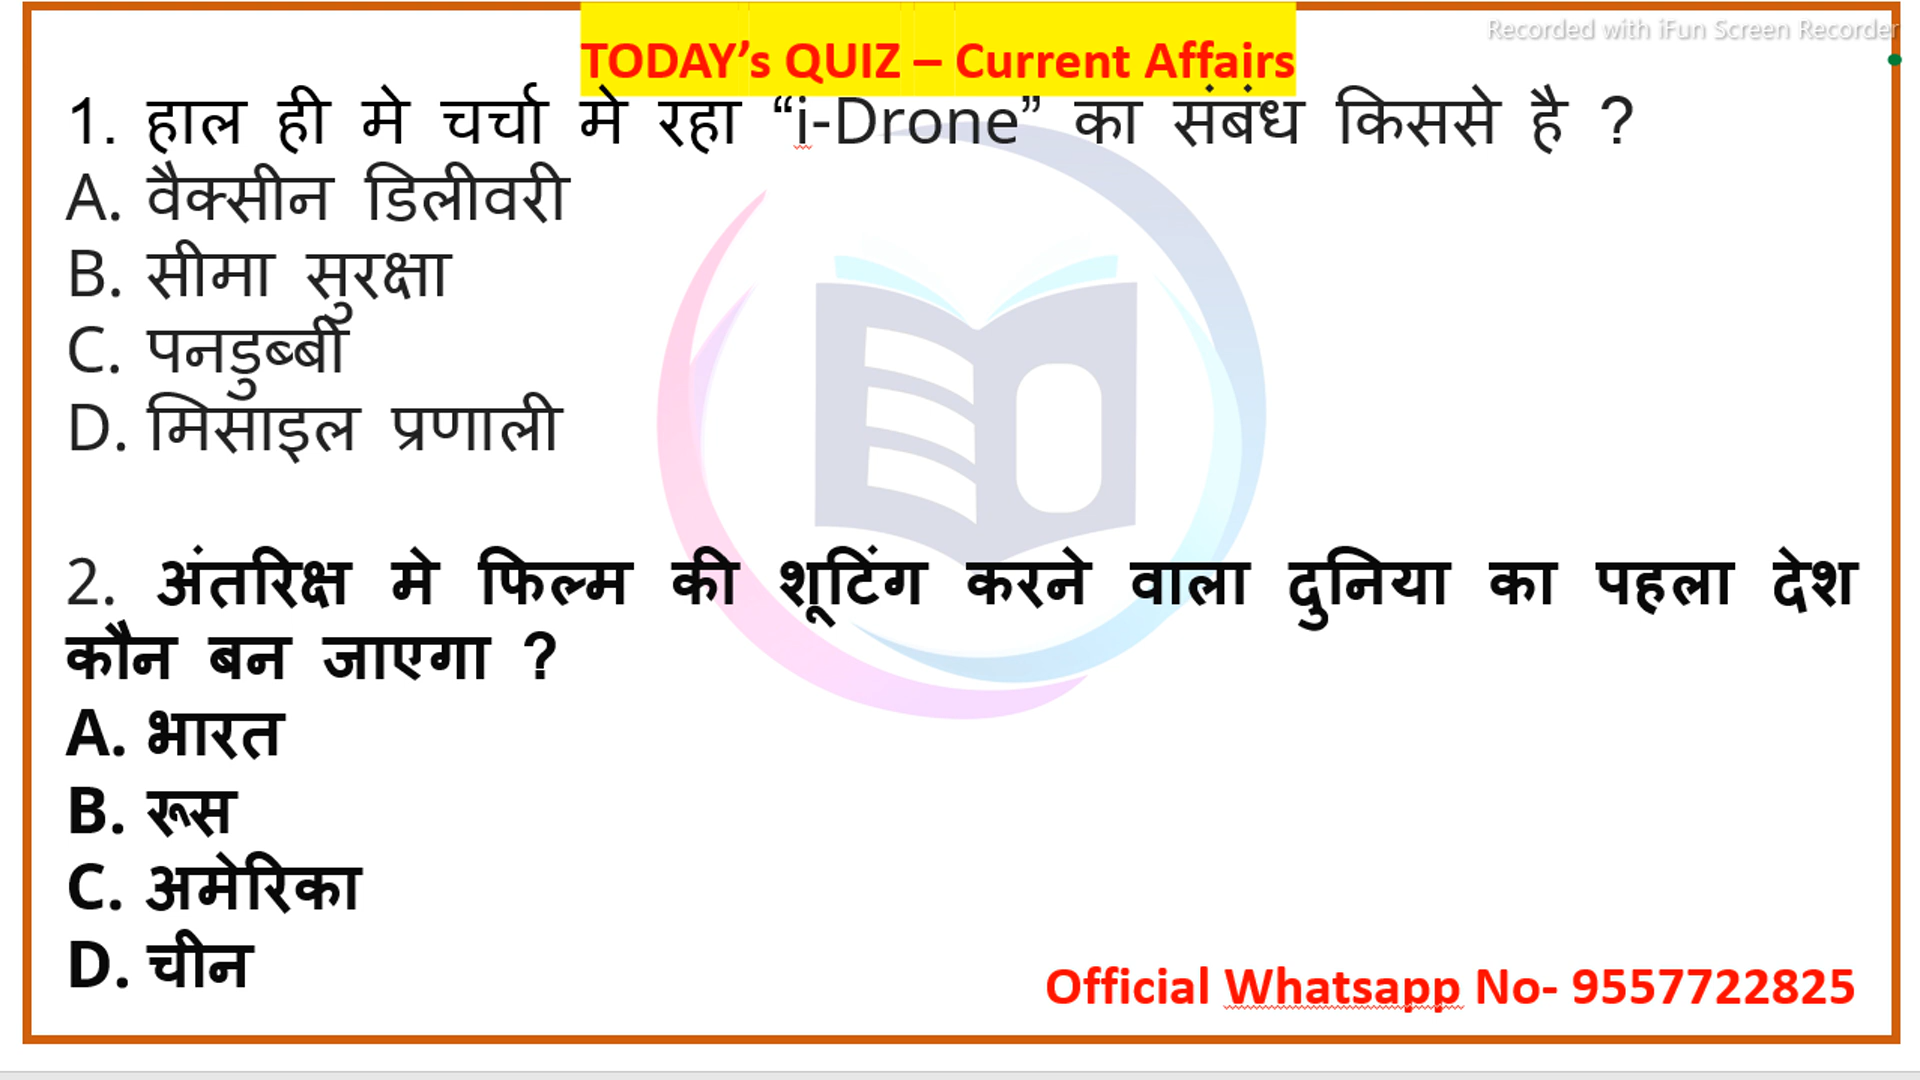 Recorded with iFun Screen Recorder
TODAY’s QUIZ – Current Affairs
1. हाल ही मे चर्चा मे रहा “i-Drone” का संबंध किससे है ?
A. वैक्सीन डिलीवरी
B. सीमा सुरक्षा
C. पनडुब्बी
D. मिसाइल प्रणाली
2. अंतरिक्ष मे फिल्म की शूटिंग करने वाला दुनिया का पहला देश
कौन बन जाएगा ?
A. भारत
B. रूस
C. अमेरिका
D. चीन
Official Whatsapp No- 9557722825